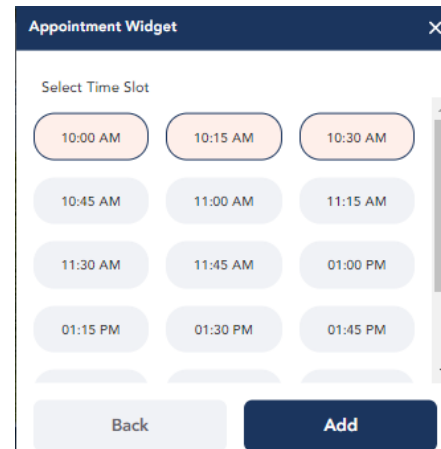 Appointment Widget
Select Time Slot
10:00 AM 10:15 AM 10:30 AM
10:45 AM 11:00 AM 11:15 AM
11:30 AM 11:45 AM 01:00 PM
01:15 PM 01:30 PM 01:45 PM
Back Add